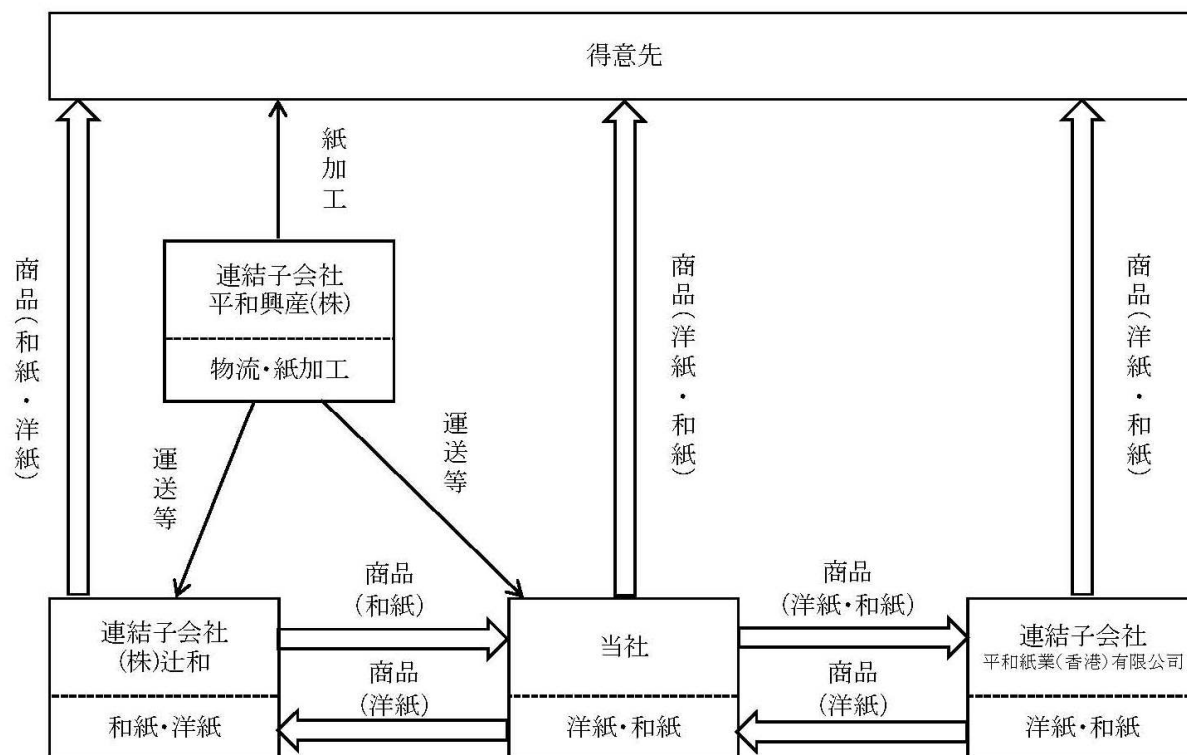 得意先
紙加工
連結子会社
平和興産(株)
物流・紙加工
商品(和紙・洋紙)
商品(洋紙・和紙)
商品(洋紙・和紙)
運送等
運送等
商品
(和紙)
商品
(洋紙・和紙)
連結子会社
(株)辻和
当社
連結子会社
平和紙業(香港)有限公司
商品
(洋紙)
商品
(洋紙)
和紙・洋紙
洋紙・和紙
洋紙・和紙